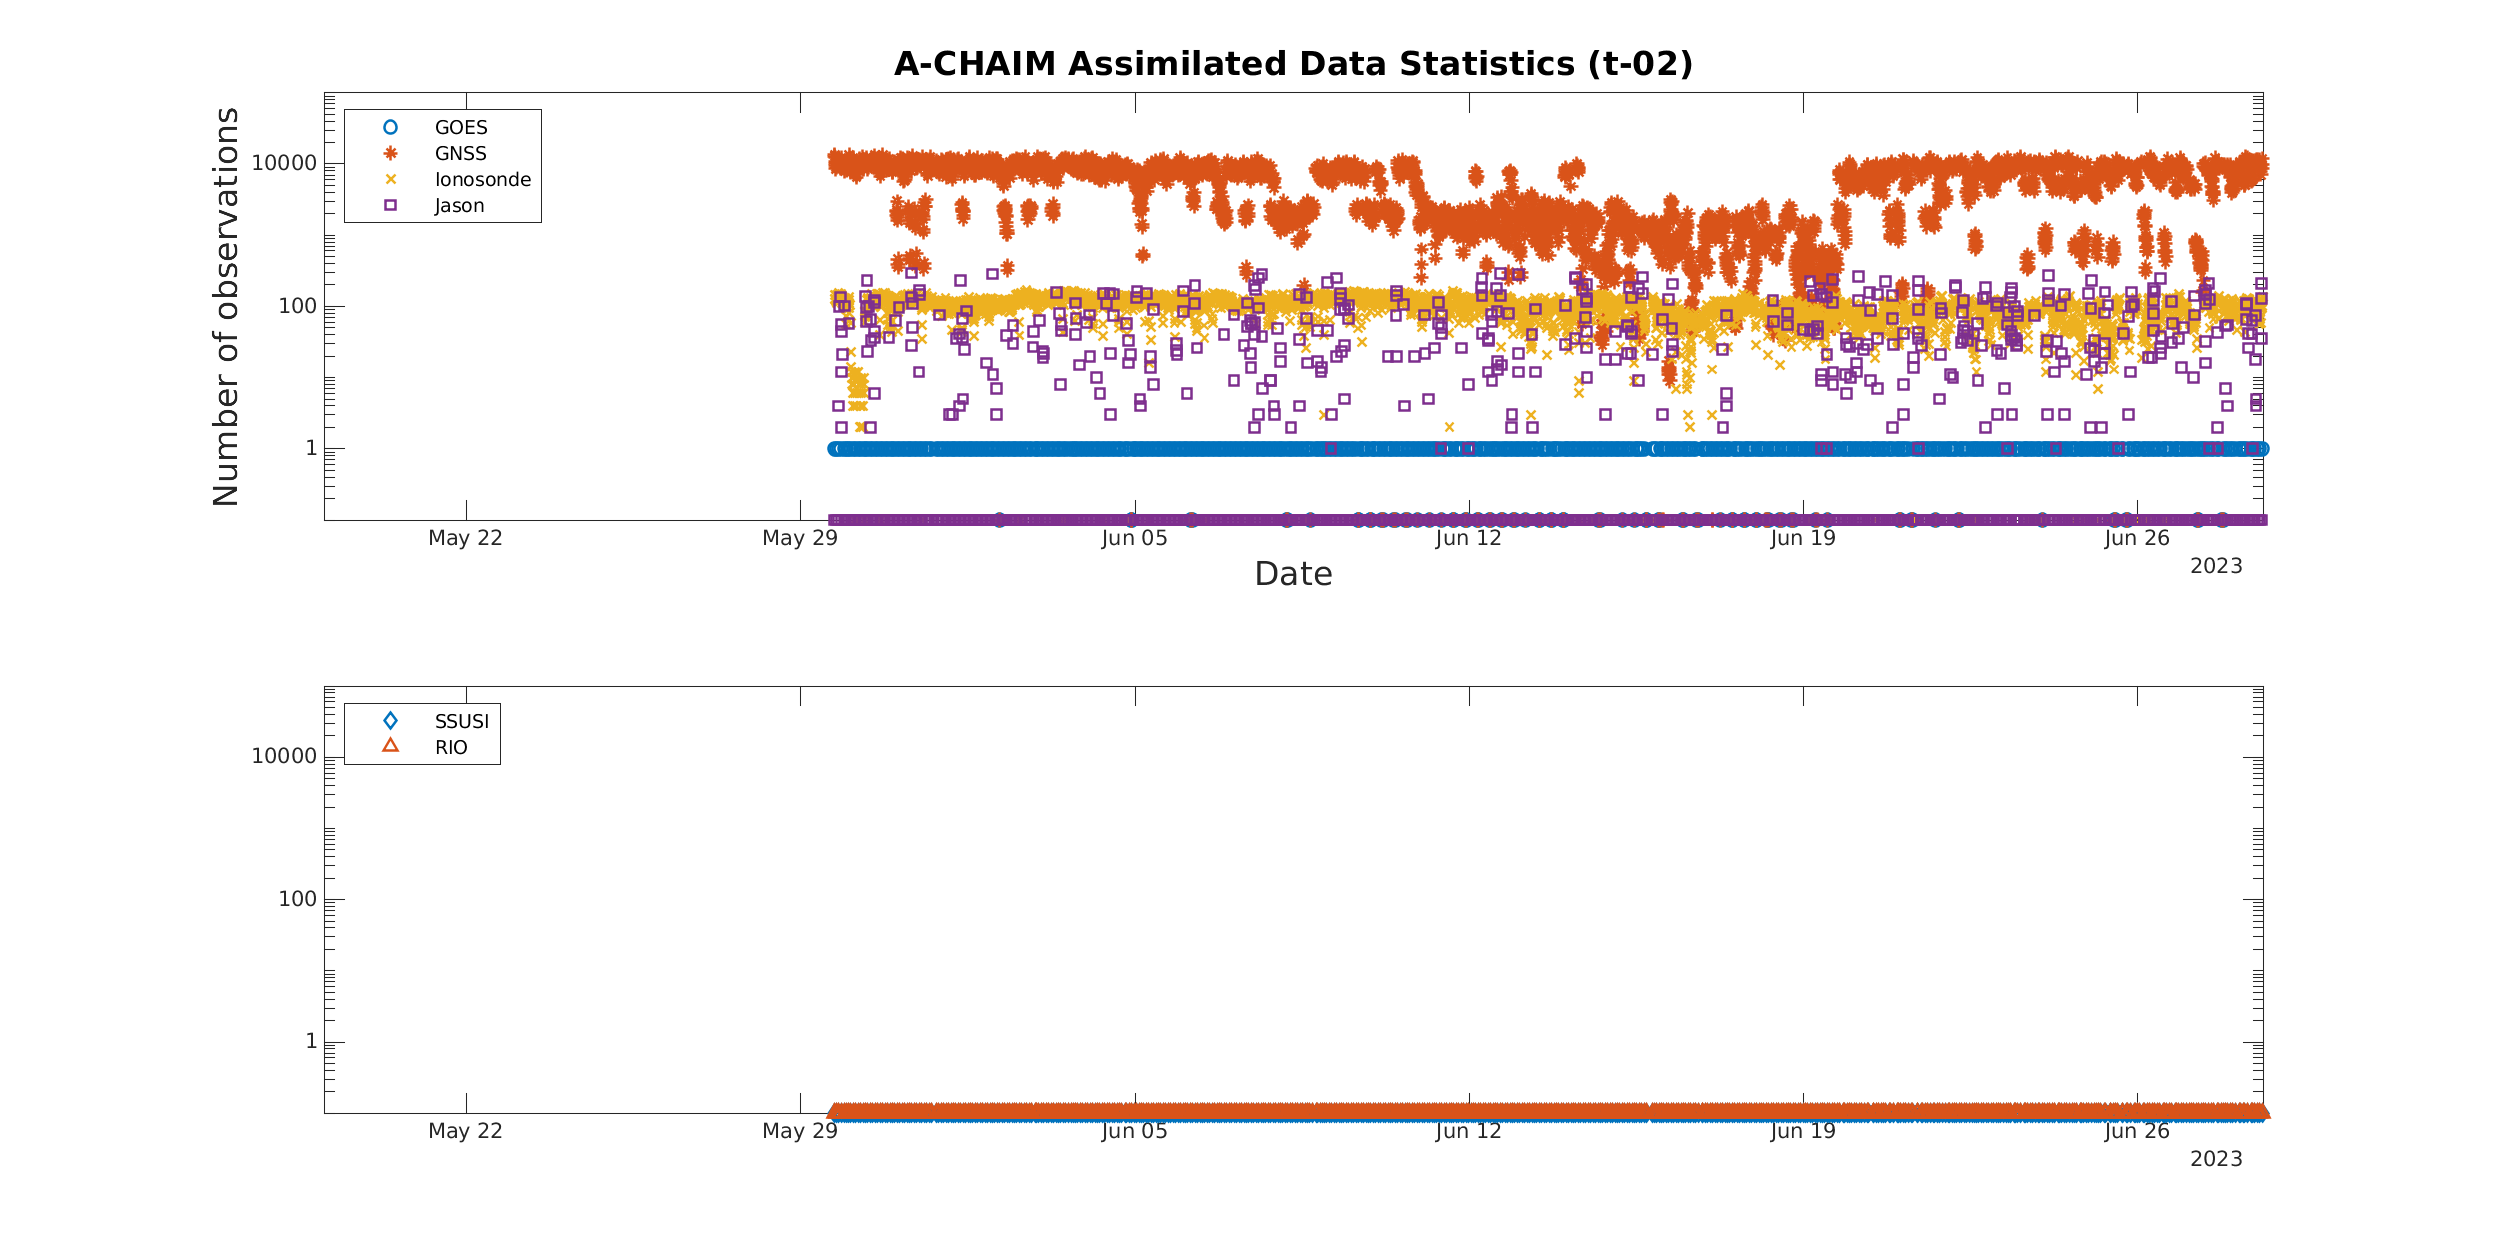 A-CHAIM Assimilated Data Statistics (t-02)
Number of observations
10000
100
1
GOES
GNSS
Ionosonde
Jason
May 22
May 29
Jun 05
Jun 12
Jun 19
Jun 26
2023
Date
10000
100
1
SSUSI
RIO
May 22
May 29
Jun 05
Jun 12
Jun 19
Jun 26
2023